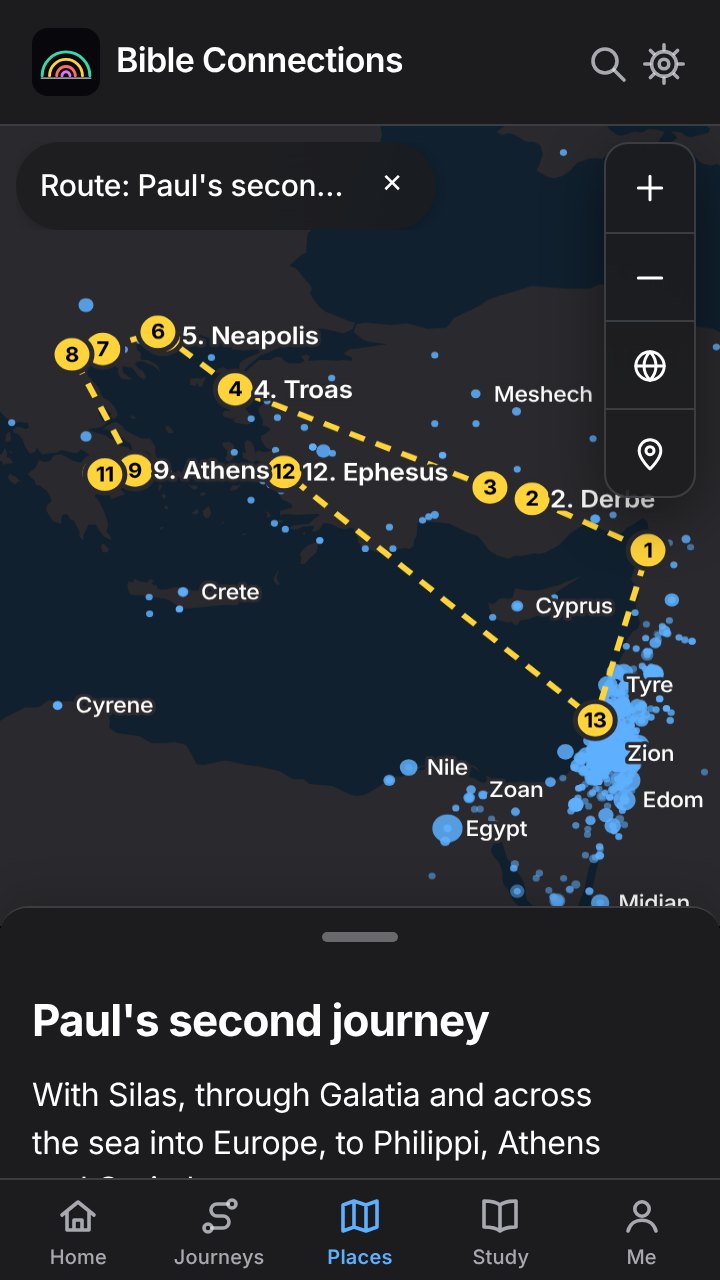 Bible Connections
Route: Paul's secon...
6
5. Neapolis
8
7
4
4. Troas
Meshech
11
9
9. Athens
12
12. Ephesus
3
2
2. Derbe
1
Crete
Cyprus
Tyre
Cyrene
13
Zion
Nile
Zoan
Edom
Egypt
Midian
Paul's second journey
With Silas, through Galatia and across
the sea into Europe, to Philippi, Athens
Home
Journeys
Places
Study
Me